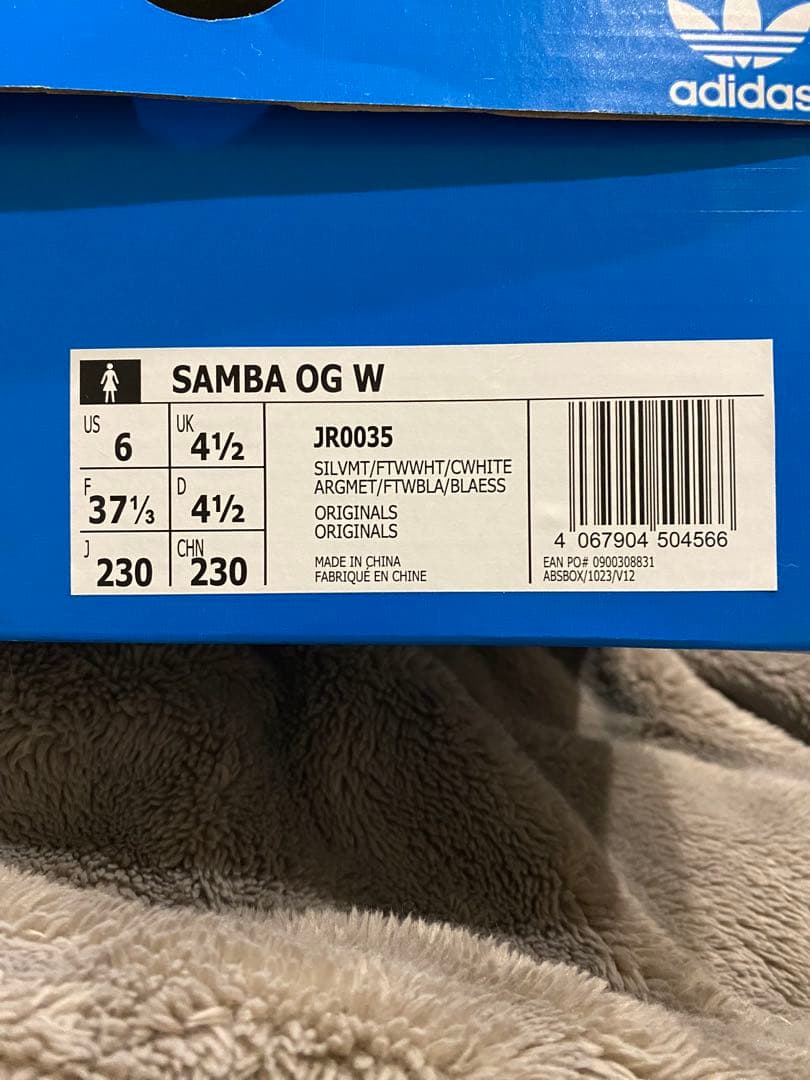 adidas
SAMBA OG W
US 6 UK 4½
F 37⅓ D 4½
J 230 CHN 230
JR0035
SILVMT/FTWWHT/CWHITE
ARGMET/FTWBLA/BLAESS
ORIGINALS
ORIGINALS
MADE IN CHINA
FABRIQUÉ EN CHINE
4 067904 504566
EAN PO# 0900308831
ABSBOX/1023/V12